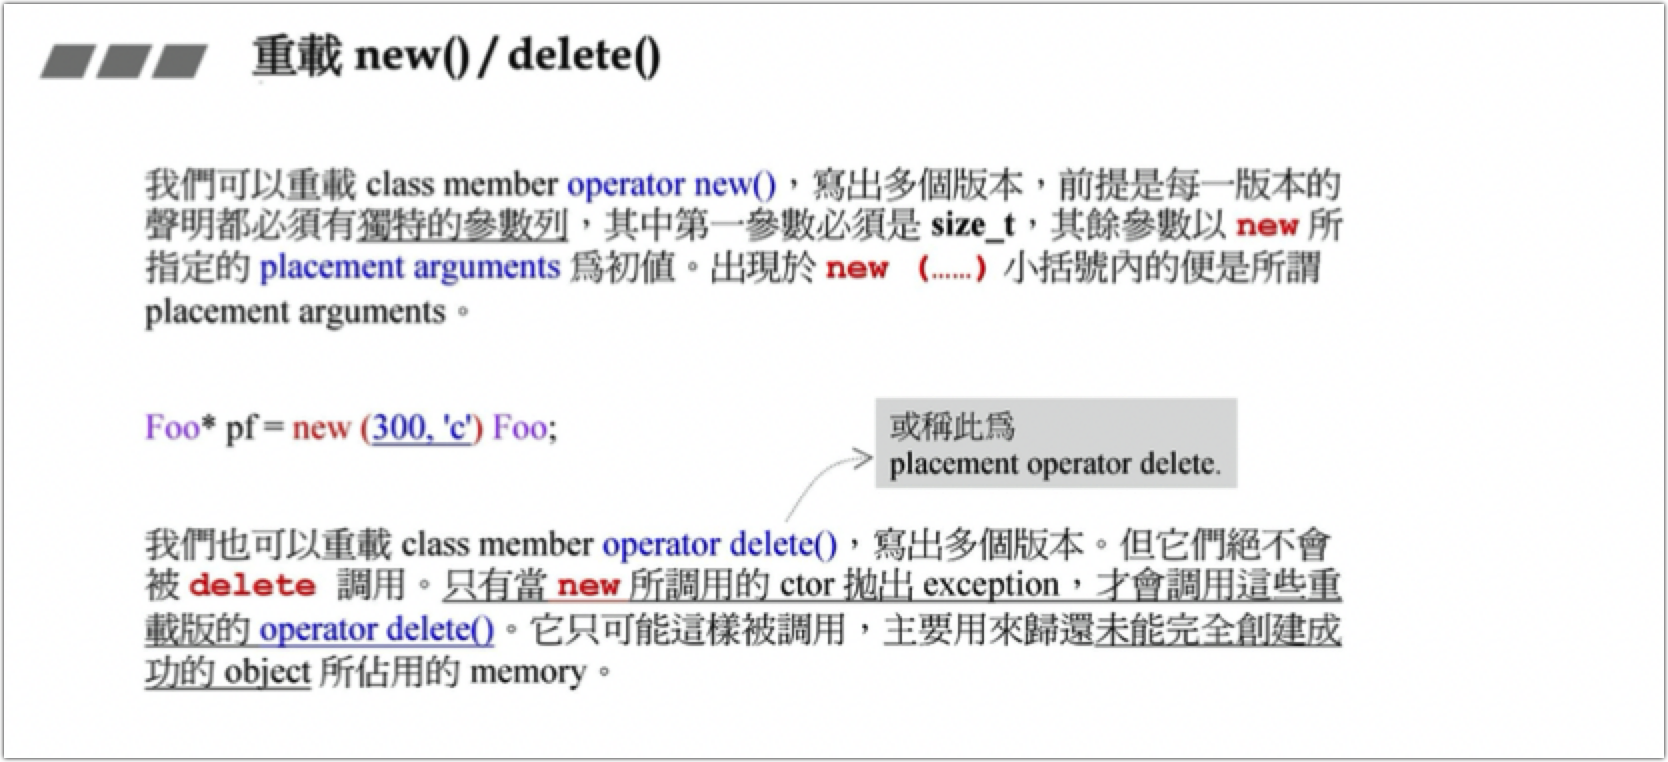 重載 new() / delete()
我們可以重載 class member operator new()，寫出多個版本，前提是每一版本的
聲明都必須有獨特的參數列，其中第一參數必須是 size_t，其餘參數以 new 所
指定的 placement arguments 爲初值。出現於 new (......) 小括號內的便是所謂
placement arguments。
Foo* pf = new (300, 'c') Foo;
或稱此爲
placement operator delete.
我們也可以重載 class member operator delete()，寫出多個版本。但它們絕不會
被 delete 調用。只有當 new 所調用的 ctor 拋出 exception，才會調用這些重
載版的 operator delete()。它只可能這樣被調用，主要用來歸還未能完全創建成
功的 object 所佔用的 memory。